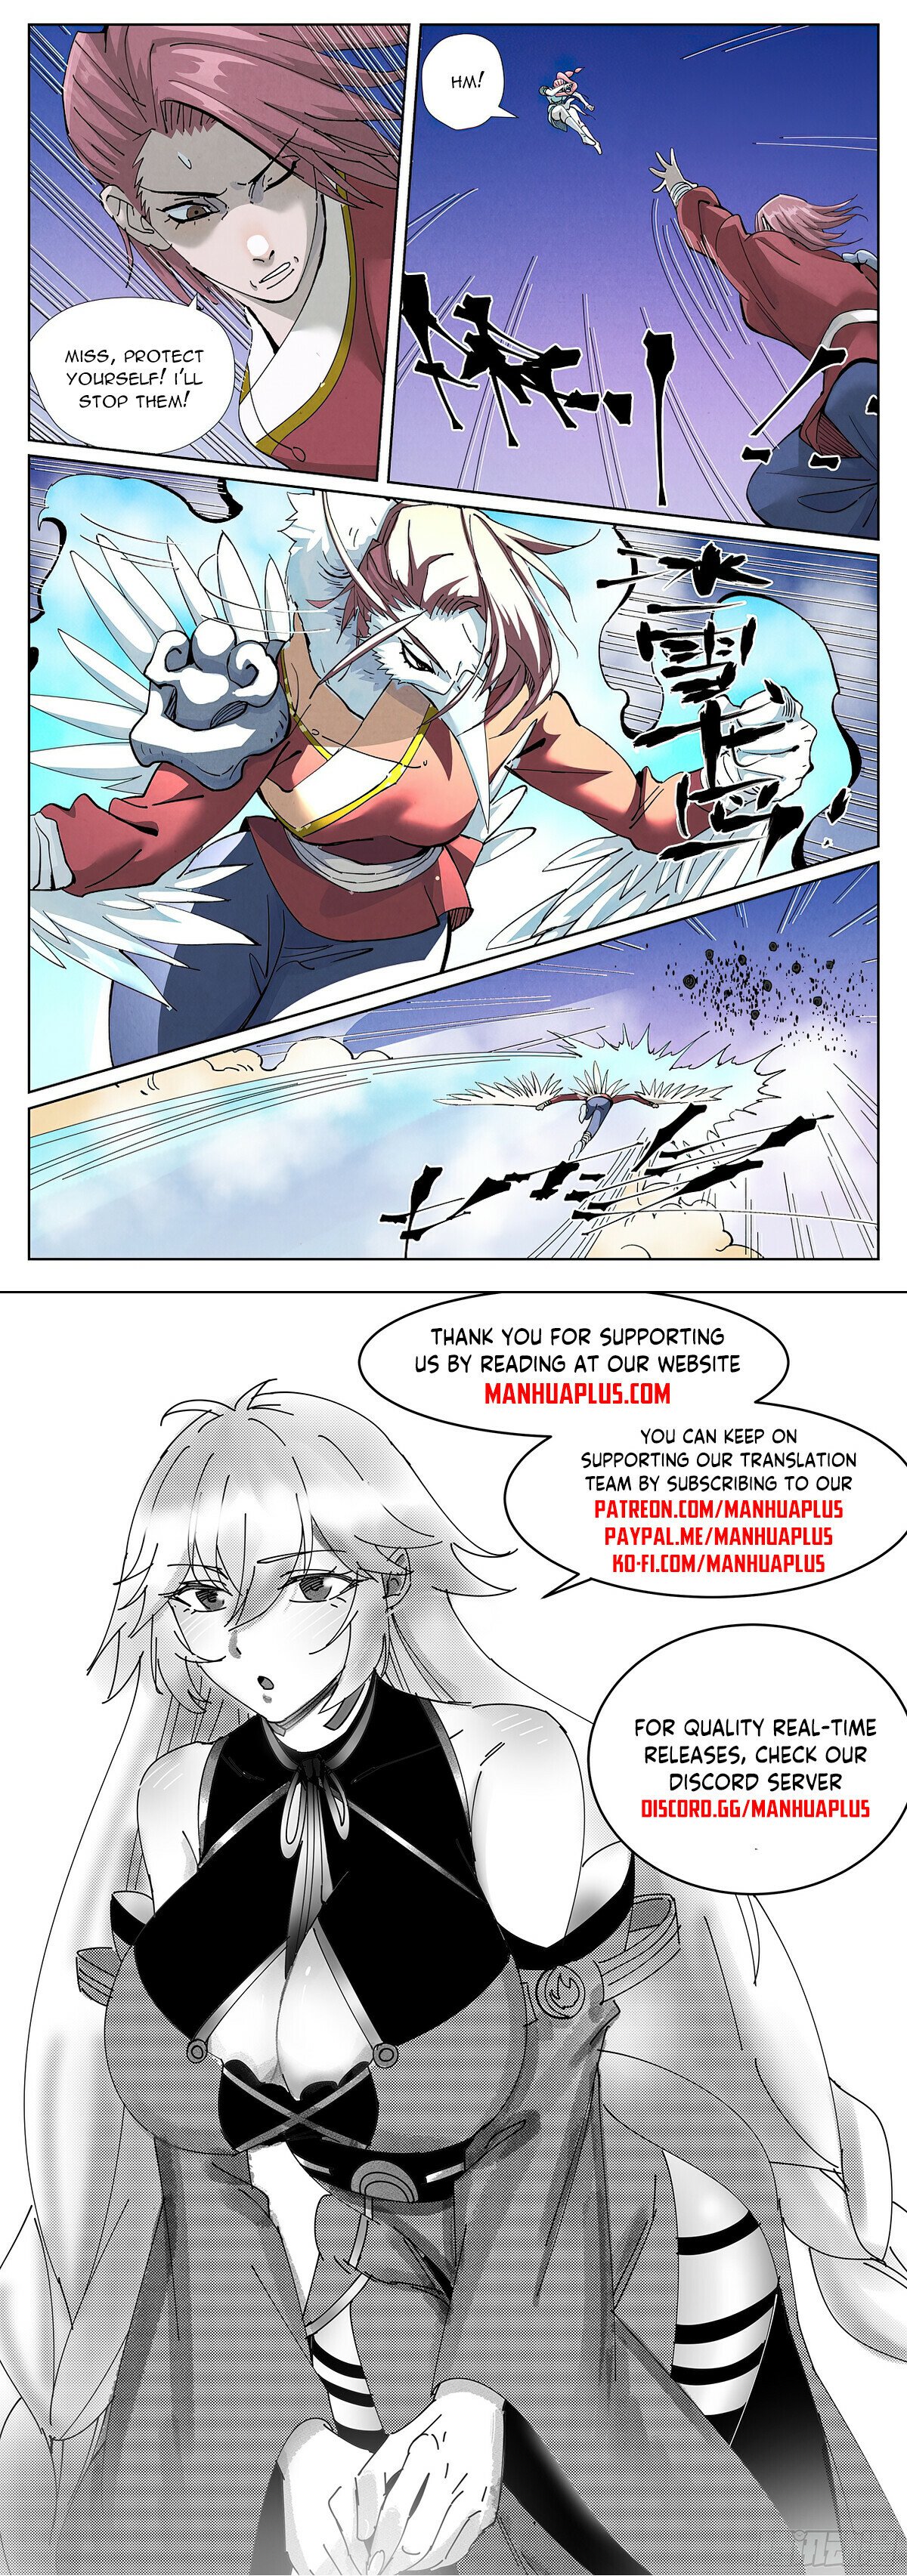 MISS, PROTECT
YOURSELF! I'LL
STOP THEM!
HM!
THANK YOU FOR SUPPORTING
US BY READING AT OUR WEBSITE
MANHUAPLUS.COM
YOU CAN KEEP ON
SUPPORTING OUR TRANSLATION
TEAM BY SUBSCRIBING TO OUR
PATREON.COM/MANHUAPLUS
PAYPAL.ME/MANHUAPLUS
KO-FI.COM/MANHUAPLUS
FOR QUALITY REAL-TIME
RELEASES, CHECK OUR
DISCORD SERVER
DISCORD.GG/MANHUAPLUS